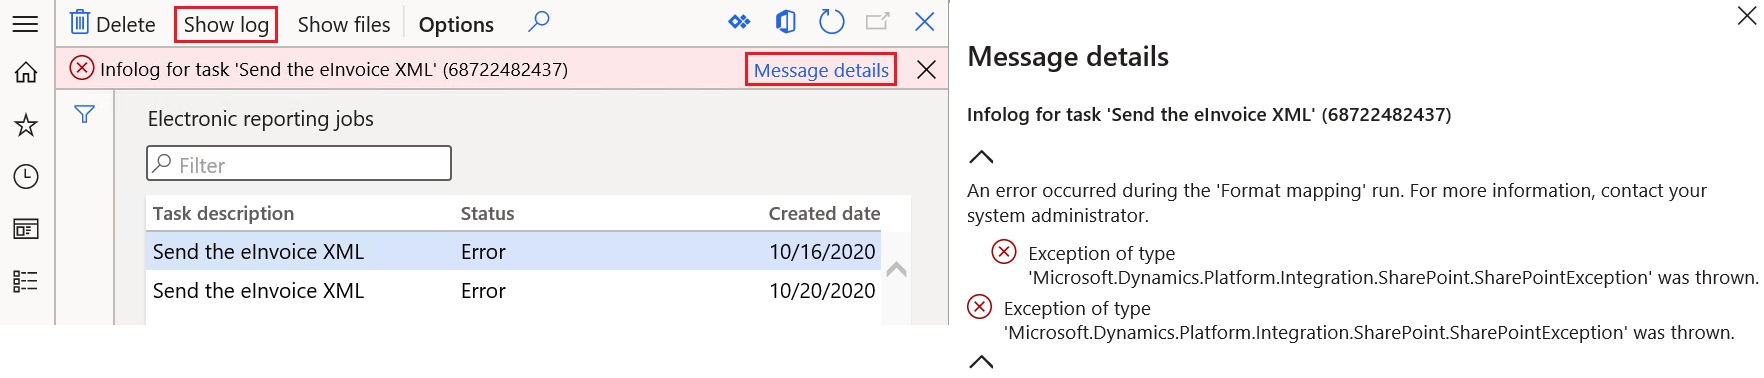 Delete Show log Show files Options
Infolog for task 'Send the eInvoice XML' (68722482437) Message details
Electronic reporting jobs
Filter
Task description Status Created date
Send the eInvoice XML Error 10/16/2020
Send the eInvoice XML Error 10/20/2020
Message details
Infolog for task 'Send the eInvoice XML' (68722482437)
An error occurred during the 'Format mapping' run. For more information, contact your
system administrator.
Exception of type
'Microsoft.Dynamics.Platform.Integration.SharePoint.SharePointException' was thrown.
Exception of type
'Microsoft.Dynamics.Platform.Integration.SharePoint.SharePointException' was thrown.